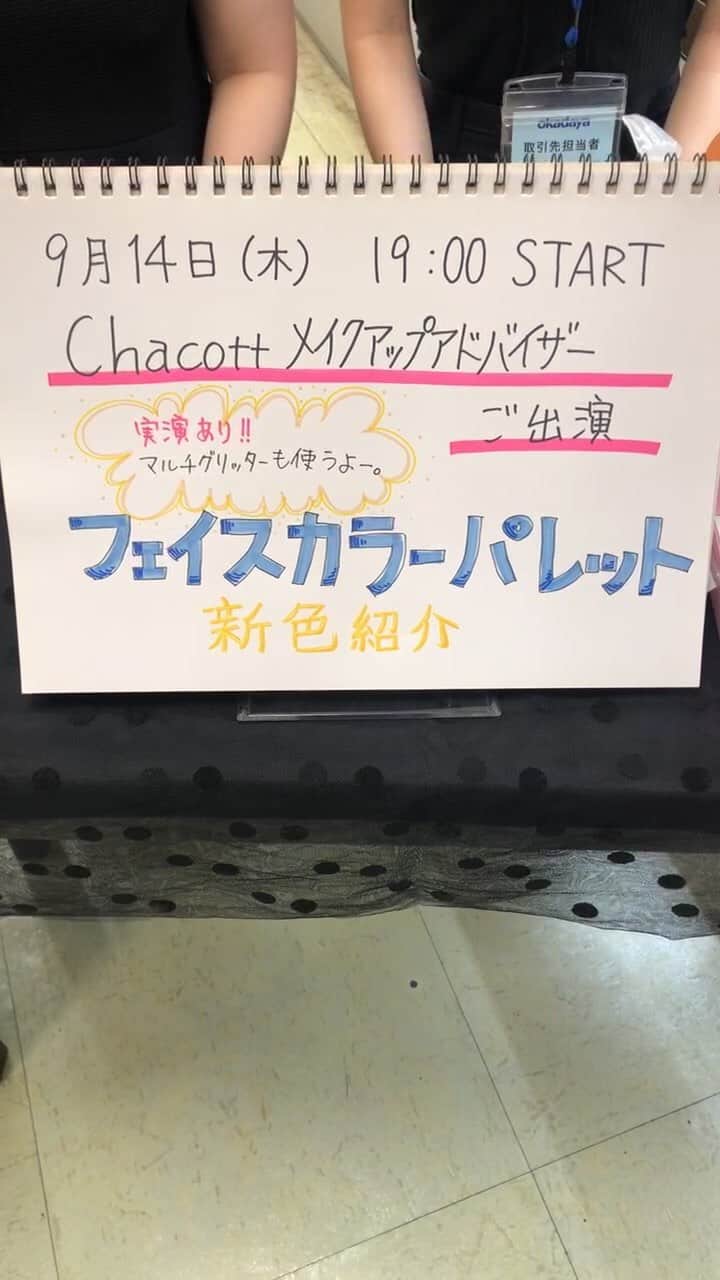 okadaya
取引先担当者
9月14日(木) 19:00 START
Chacott メイクアップアドバイザー
ご出演
実演あり!!
マルチグリッターも使うよー。
フェイスカラーパレット
新色紹介